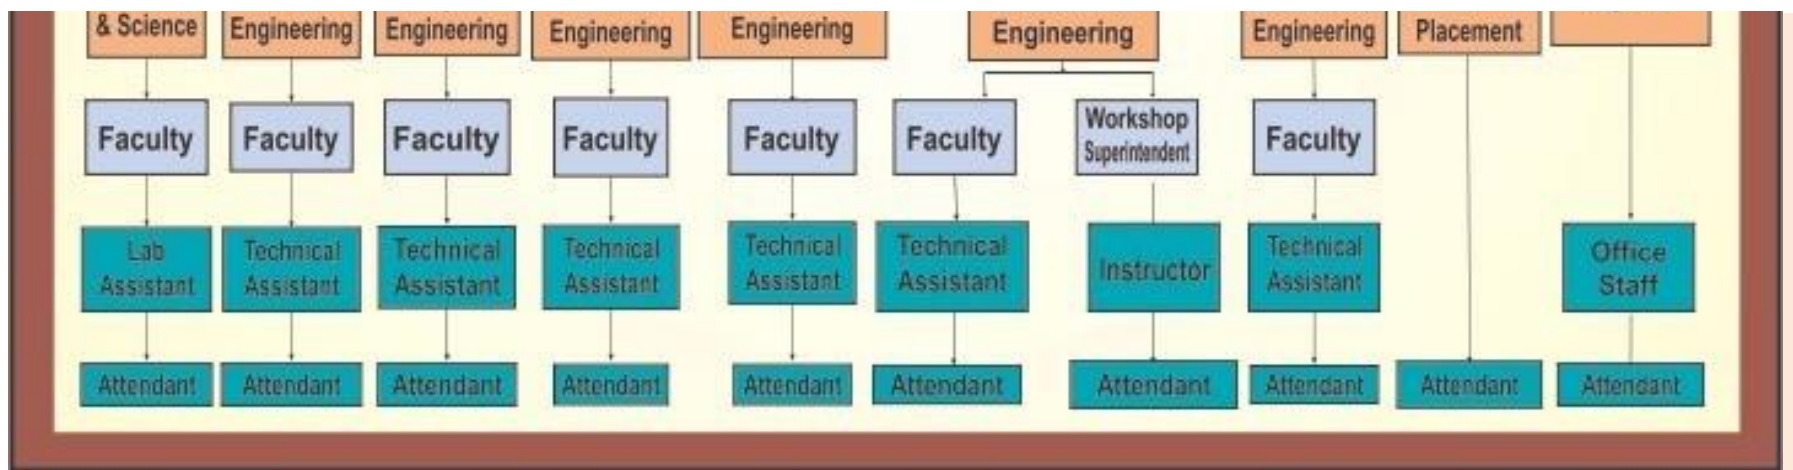 & Science Engineering Engineering Engineering Engineering Engineering Engineering Placement
Faculty Faculty Faculty Faculty Faculty Faculty Workshop Superintendent Faculty
Lab Assistant Technical Assistant Technical Assistant Technical Assistant Technical Assistant Technical Assistant Instructor Technical Assistant Office Staff
Attendant Attendant Attendant Attendant Attendant Attendant Attendant Attendant Attendant Attendant